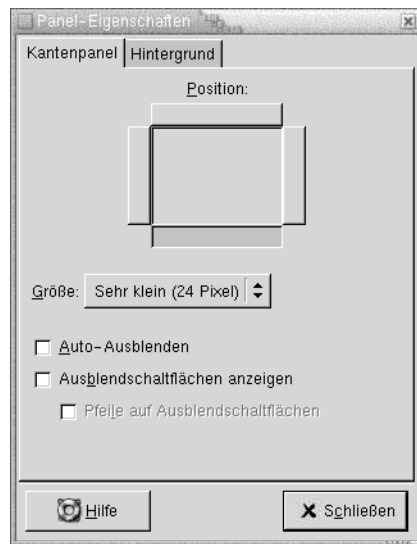 Panel-Eigenschaften
Kantenpanel Hintergrund
Position:
Größe: Sehr klein (24 Pixel)
Auto-Ausblenden
Ausblendschaltflächen anzeigen
Pfeile auf Ausblendschaltflächen
Hilfe Schließen